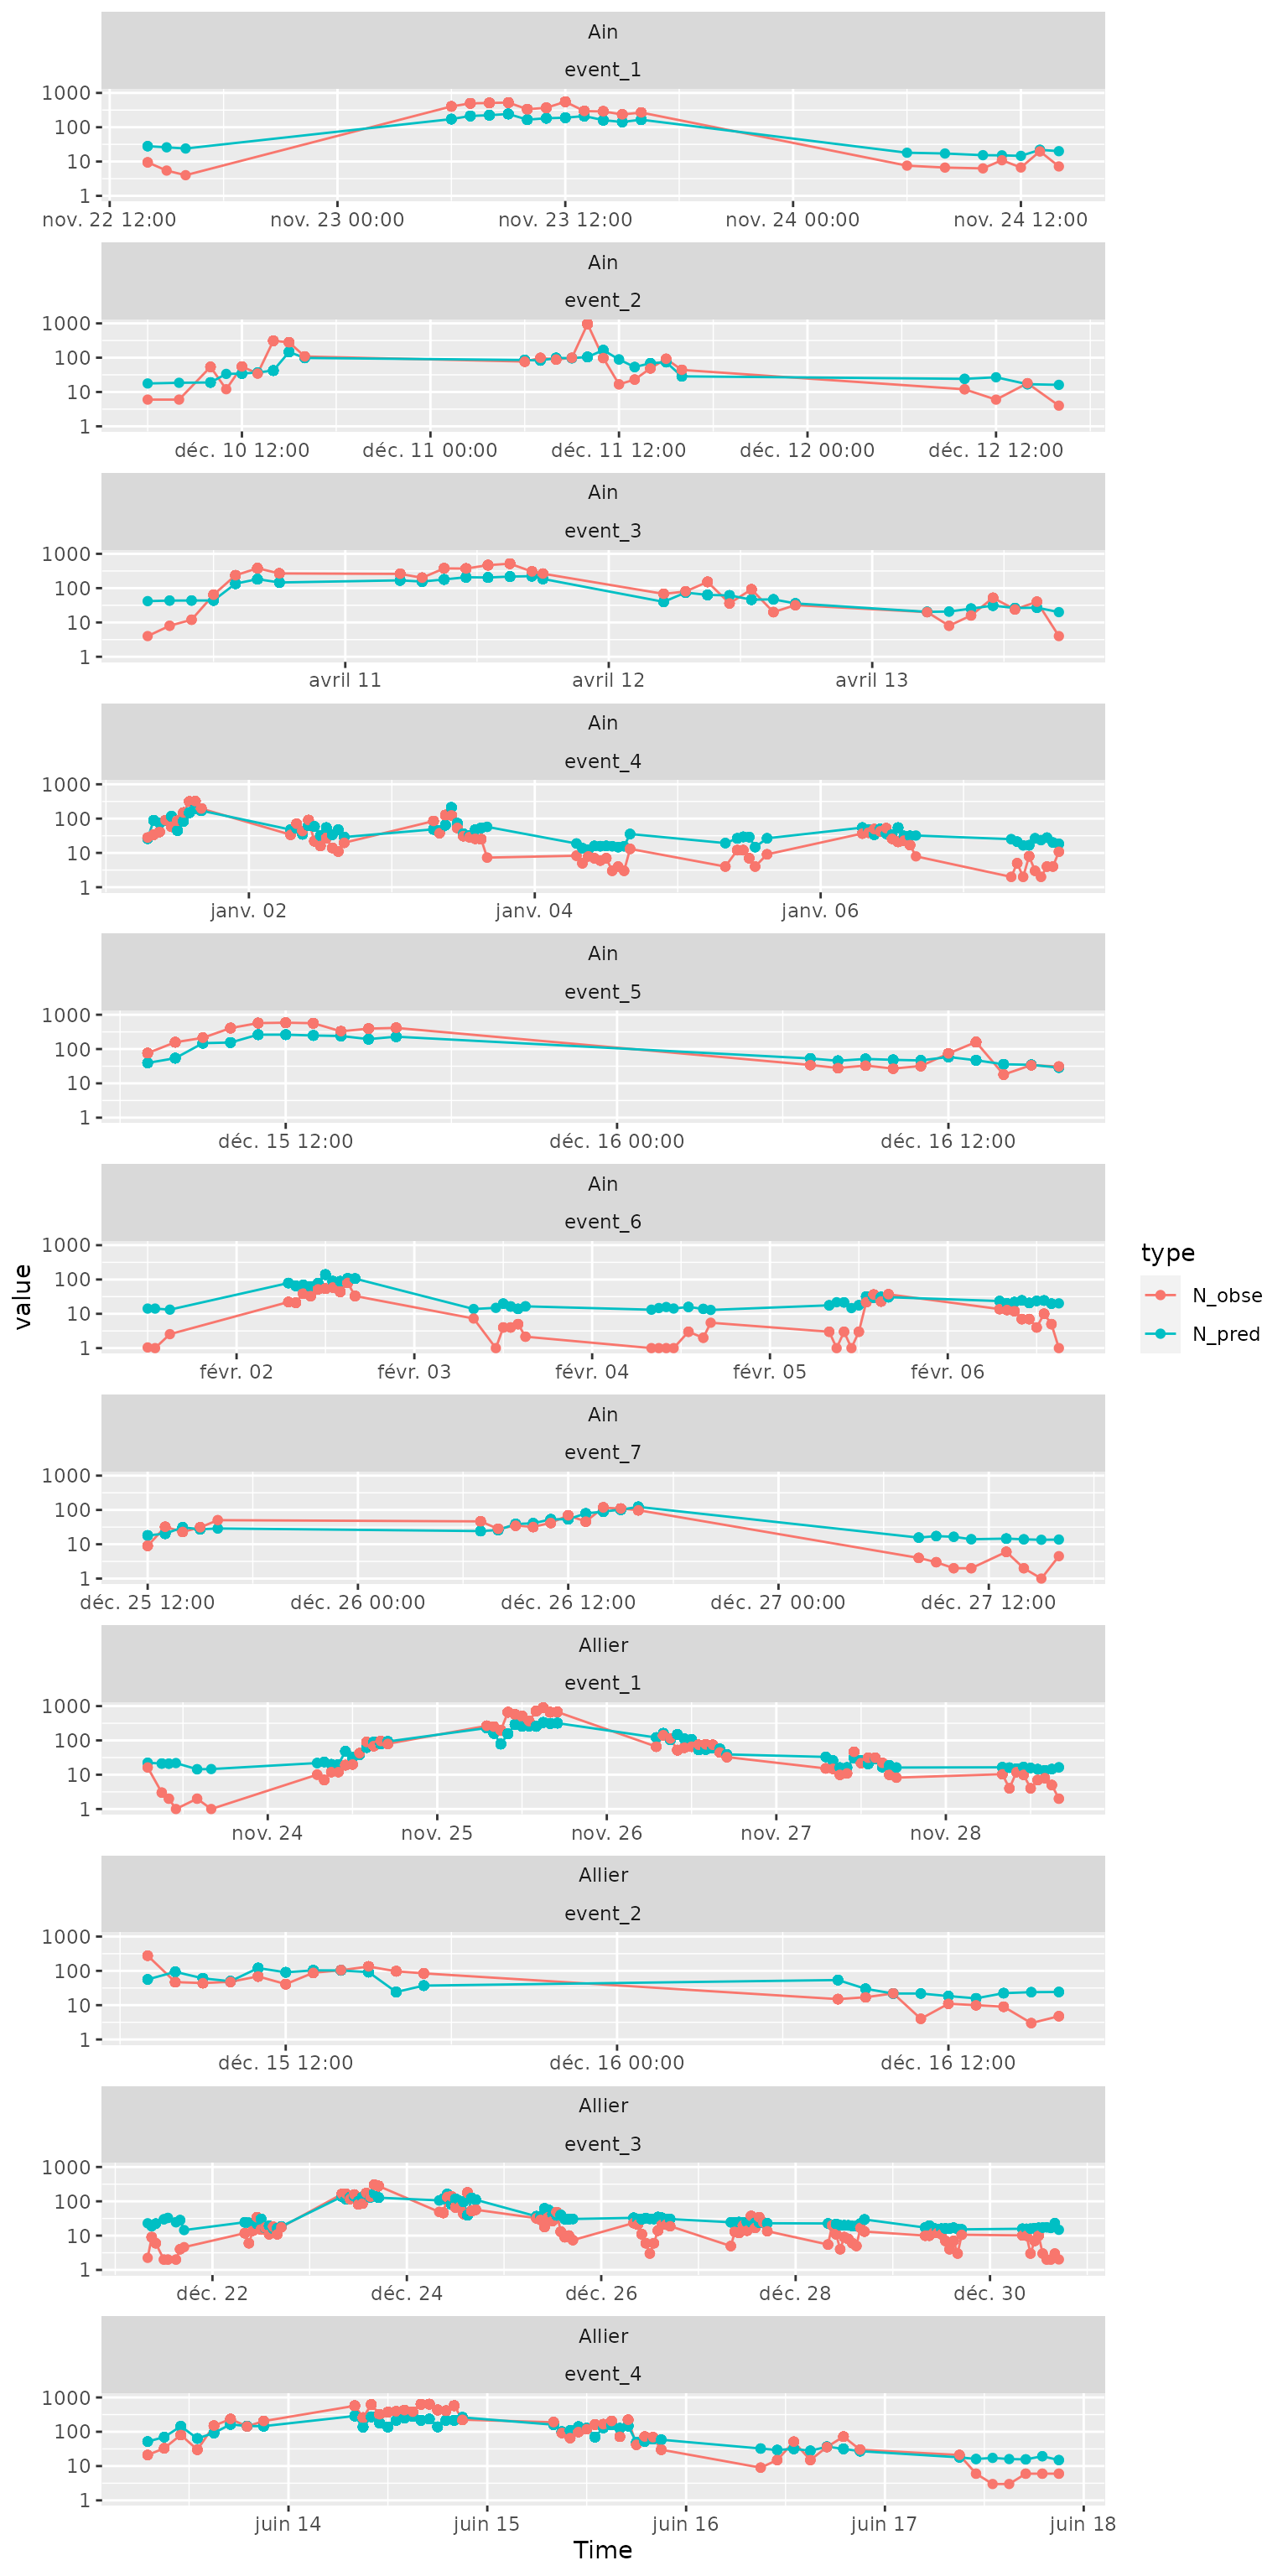 Ain
event_1
1000
100
10
1
nov. 22 12:00 nov. 23 00:00 nov. 23 12:00 nov. 24 00:00 nov. 24 12:00
Ain
event_2
1000
100
10
1
déc. 10 12:00 déc. 11 00:00 déc. 11 12:00 déc. 12 00:00 déc. 12 12:00
Ain
event_3
1000
100
10
1
avril 11 avril 12 avril 13
Ain
event_4
1000
100
10
1
janv. 02 janv. 04 janv. 06
Ain
event_5
1000
100
10
1
déc. 15 12:00 déc. 16 00:00 déc. 16 12:00
Ain
event_6
1000
100
10
1
févr. 02 févr. 03 févr. 04 févr. 05 févr. 06
value
type
N_obse
N_pred
Ain
event_7
1000
100
10
1
déc. 25 12:00 déc. 26 00:00 déc. 26 12:00 déc. 27 00:00 déc. 27 12:00
Allier
event_1
1000
100
10
1
nov. 24 nov. 25 nov. 26 nov. 27 nov. 28
Allier
event_2
1000
100
10
1
déc. 15 12:00 déc. 16 00:00 déc. 16 12:00
Allier
event_3
1000
100
10
1
déc. 22 déc. 24 déc. 26 déc. 28 déc. 30
Allier
event_4
1000
100
10
1
juin 14 juin 15 juin 16 juin 17 juin 18
Time